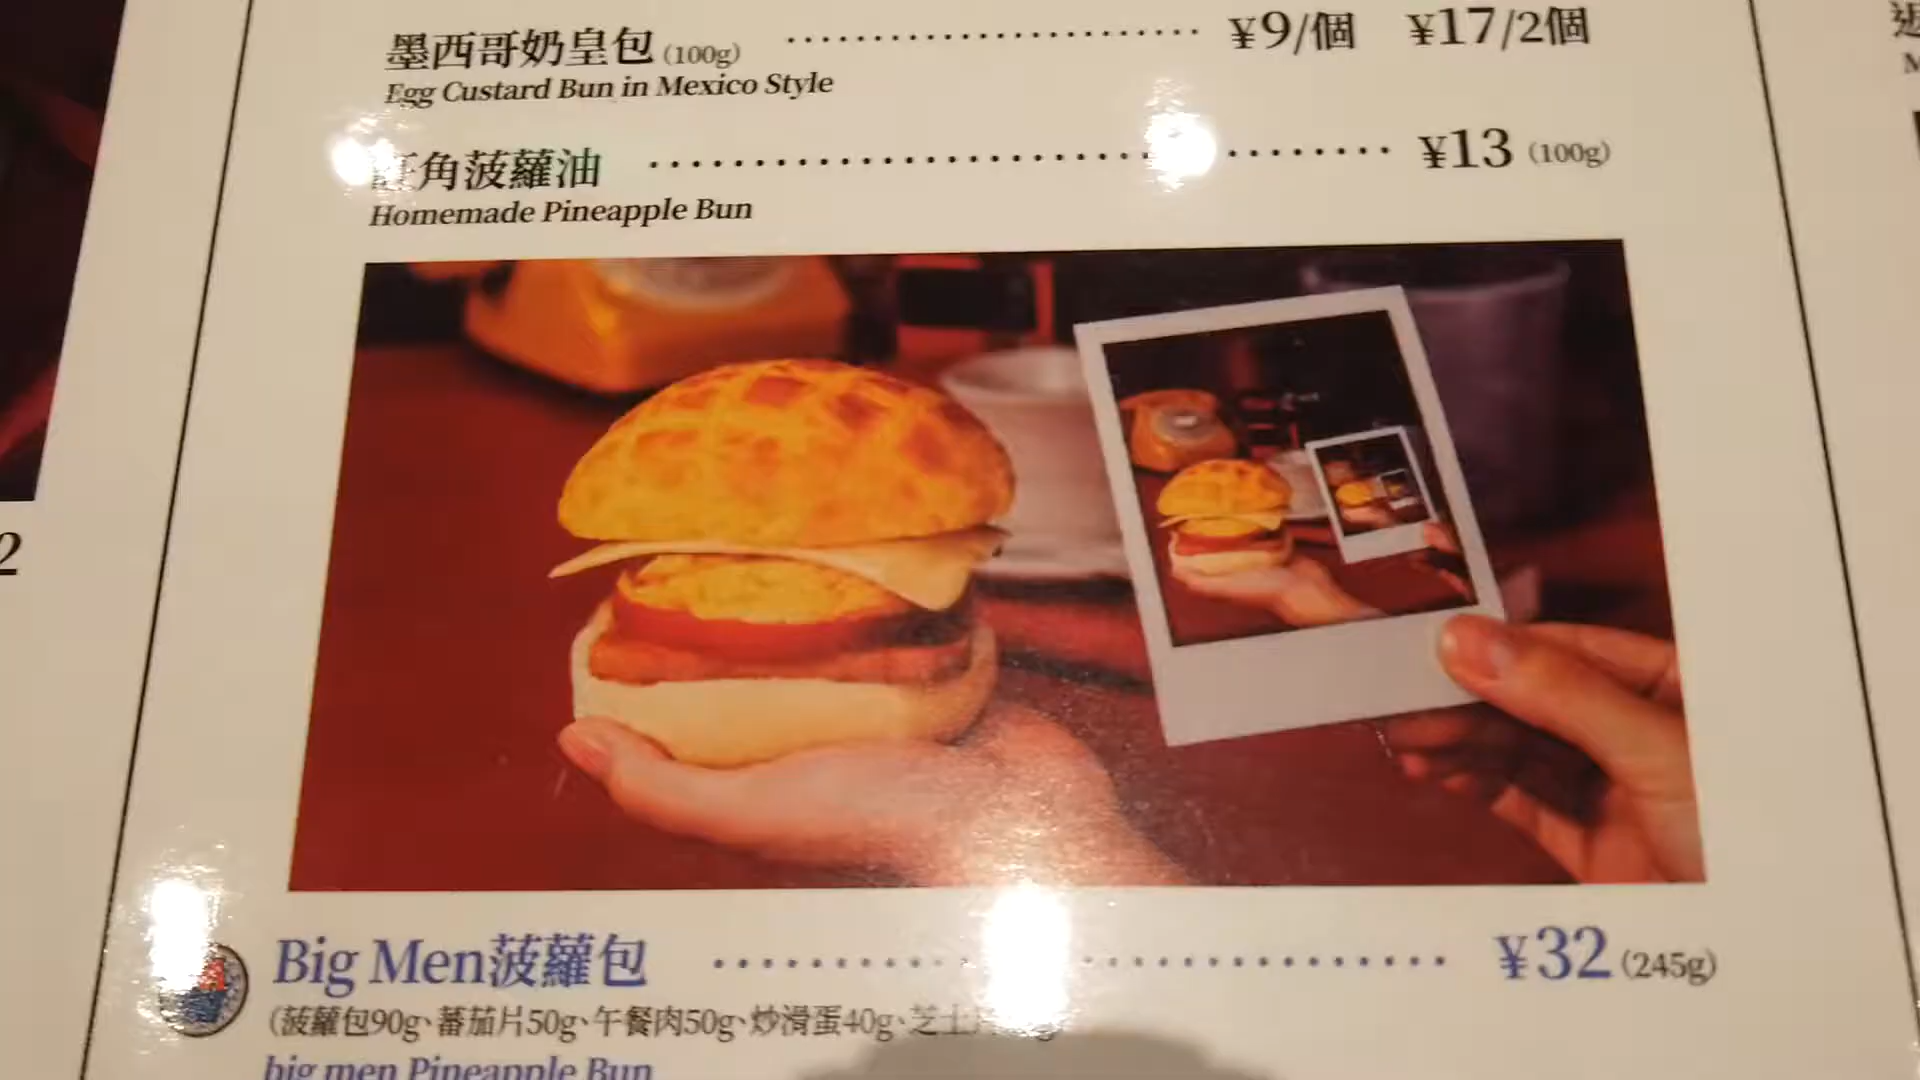 墨西哥奶皇包 (100g) ¥9/個 ¥17/2個
Egg Custard Bun in Mexico Style
角菠蘿油 ¥13 (100g)
Homemade Pineapple Bun
2
Big Men菠蘿包 ¥32 (245g)
(菠蘿包90g、蕃茄片50g、午餐肉50g、炒滑蛋40g、芝士
big men Pineapple Bun